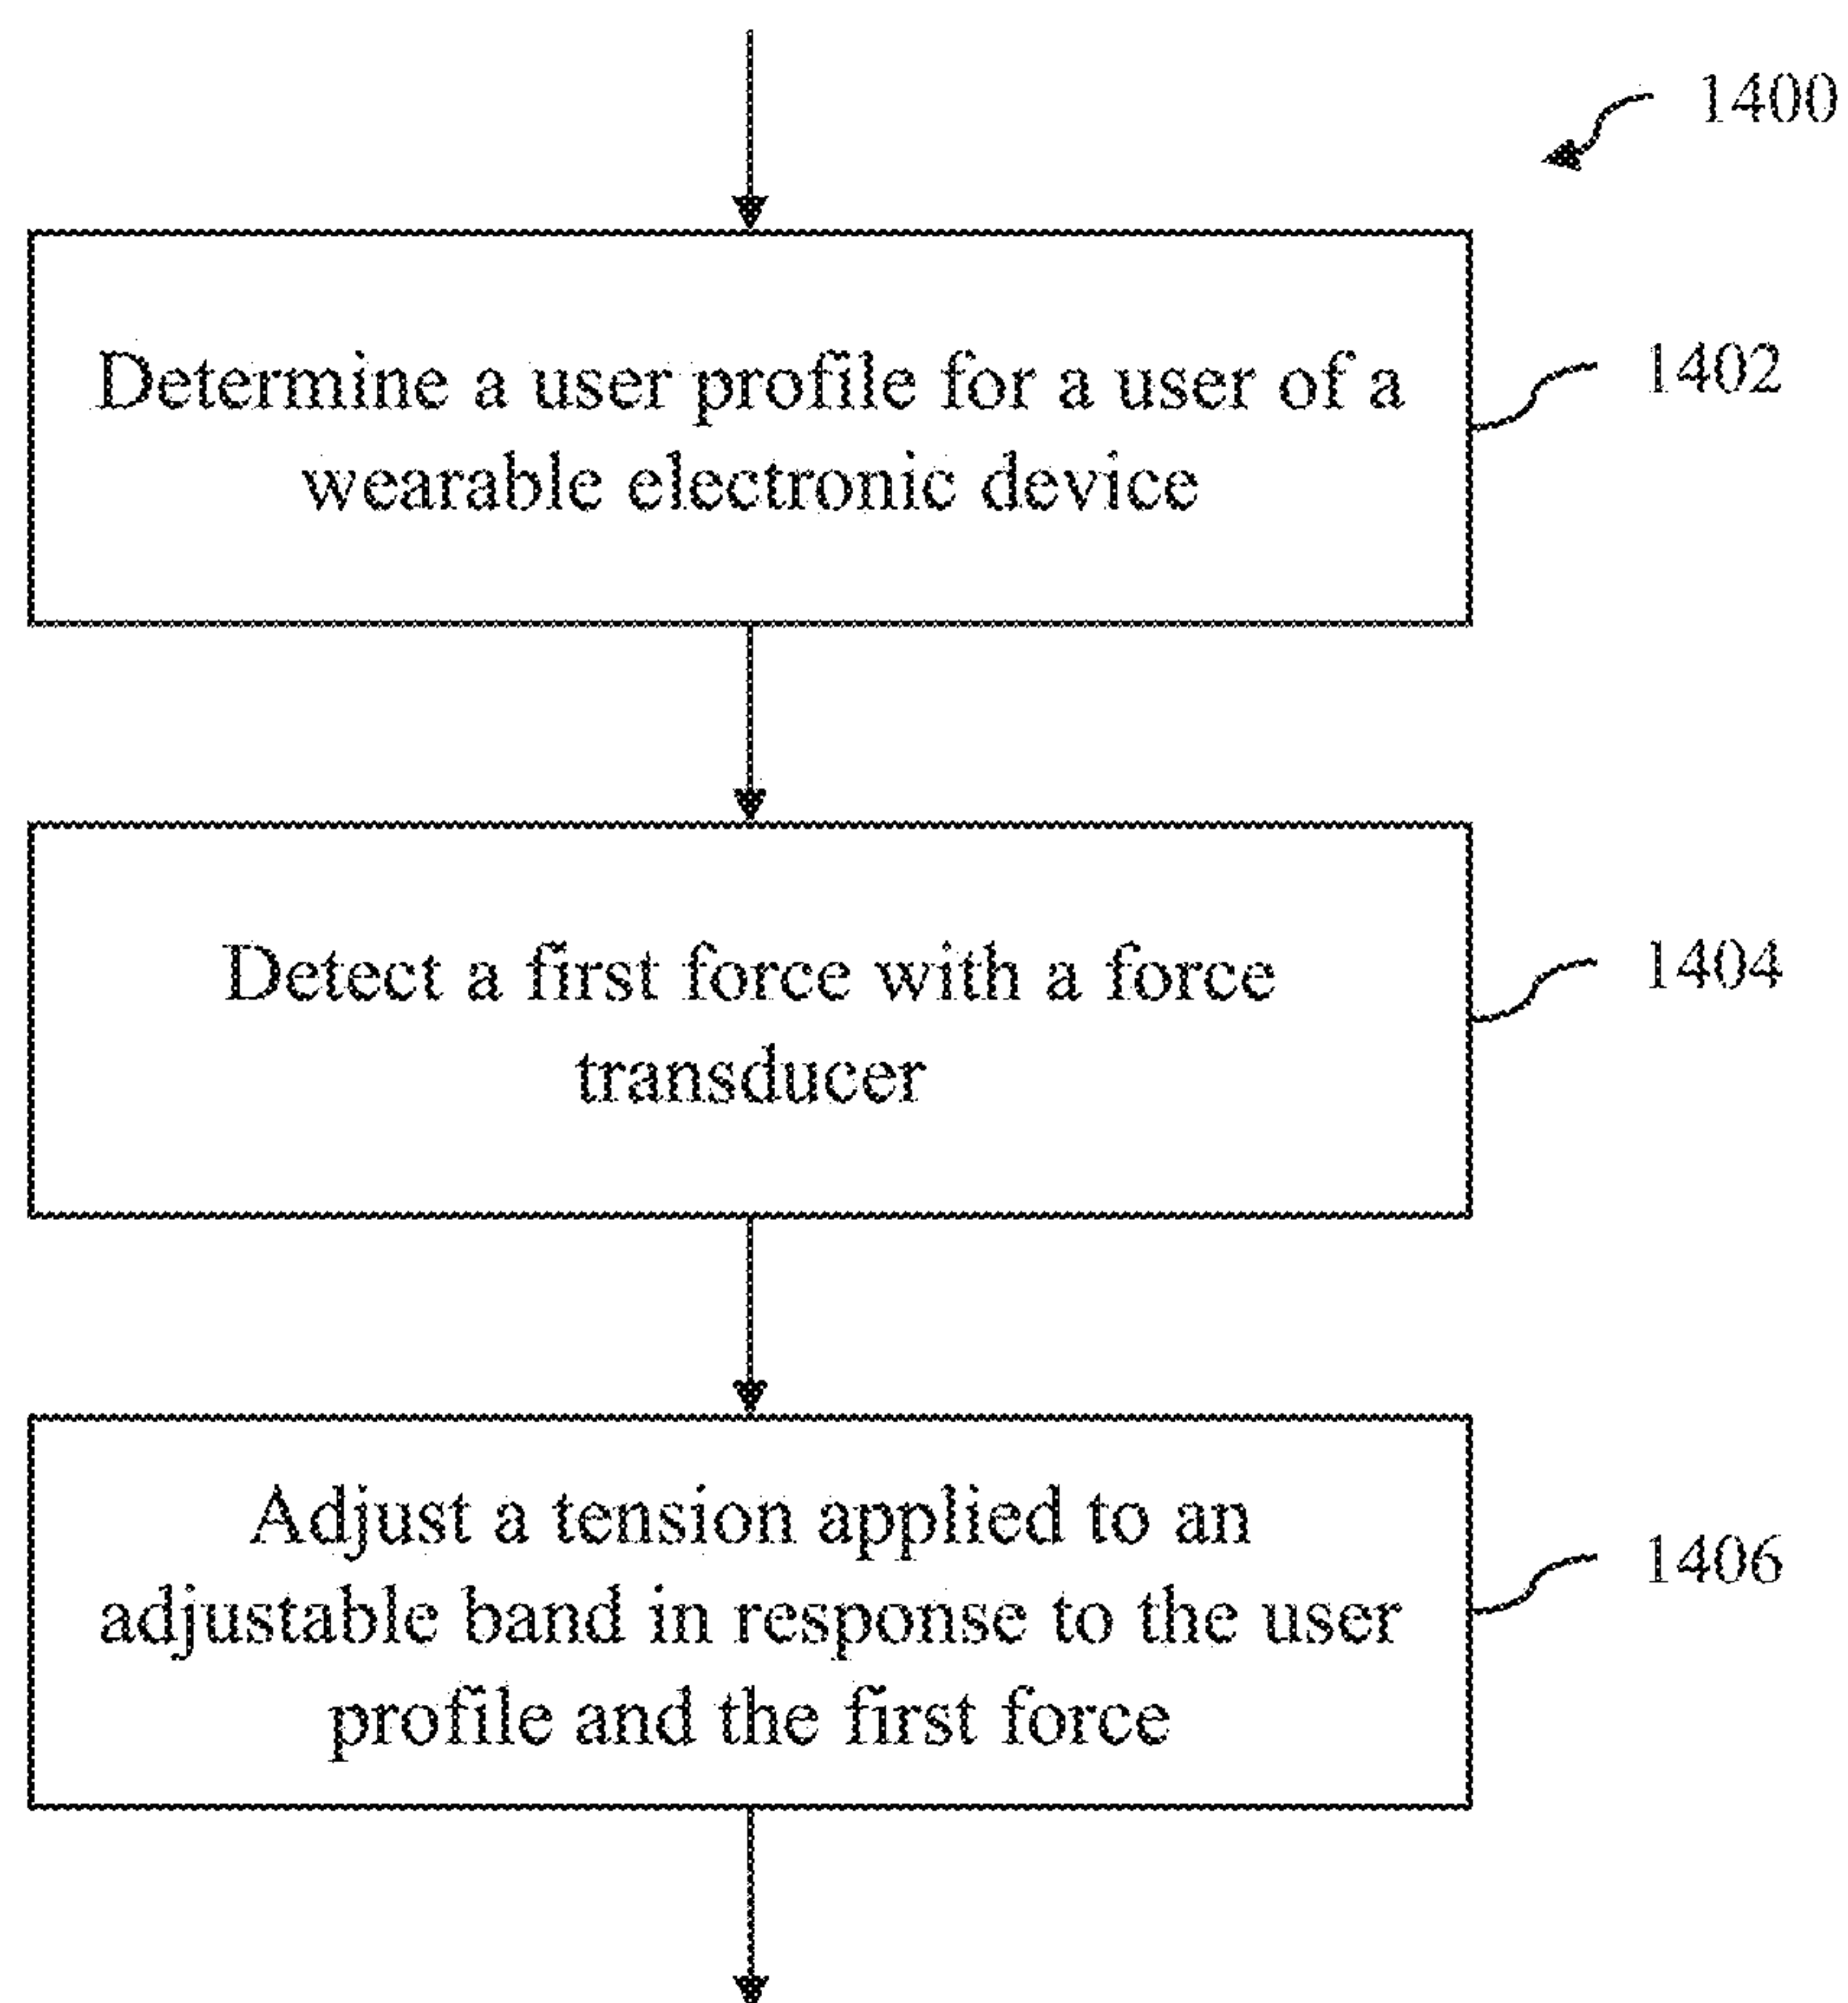 1400
Determine a user profile for a user of a
wearable electronic device
1402
Detect a first force with a force
transducer
1404
Adjust a tension applied to an
adjustable band in response to the user
profile and the first force
1406